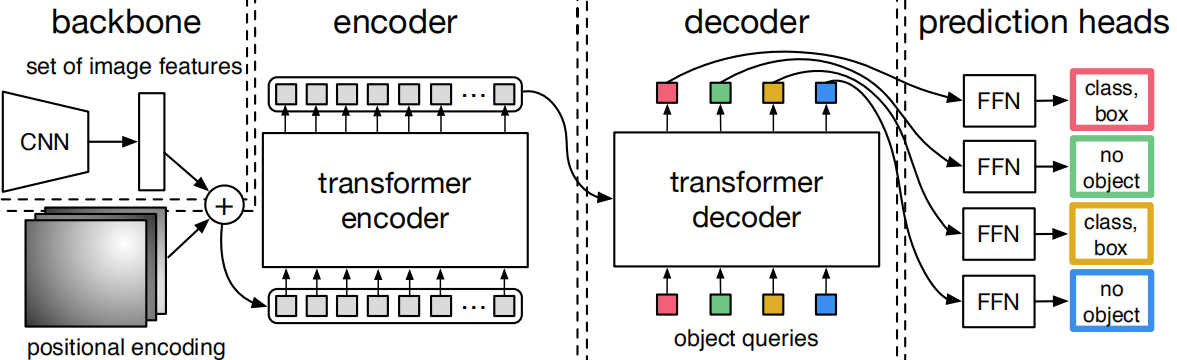 backbone
set of image features
CNN
+
positional encoding
encoder
...
transformer
encoder
...
decoder
transformer
decoder
object queries
prediction heads
FFN
class,
box
FFN
no
object
FFN
class,
box
FFN
no
object